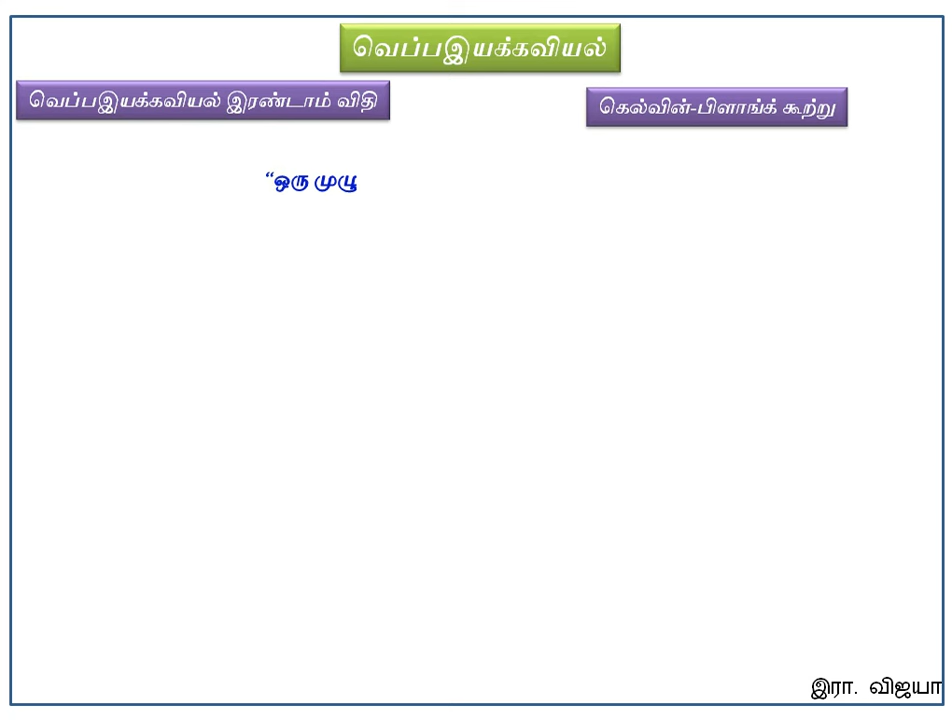 வெப்பஇயக்கவியல்
வெப்பஇயக்கவியல் இரண்டாம் விதி
கெல்வின்-பிளாங்க் கூற்று
“ஒரு முழு
இரா. விஜயா